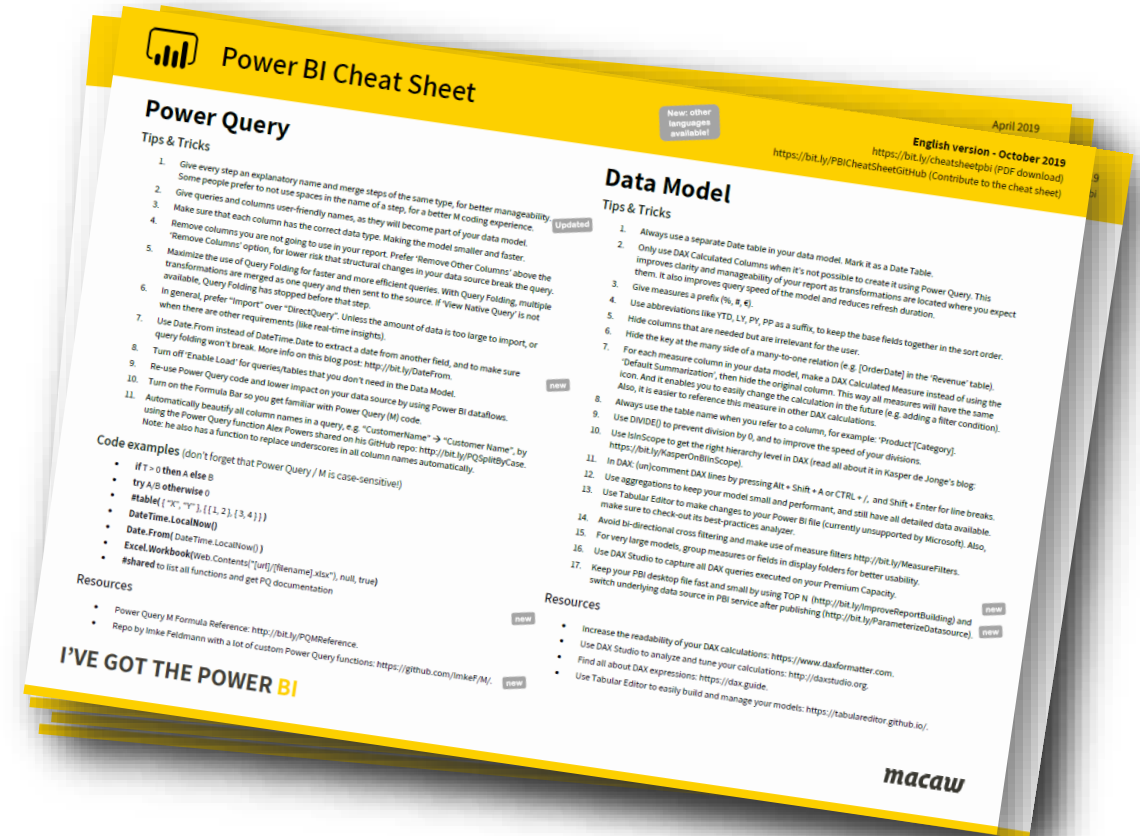 Power BI Cheat Sheet
New: other
languages
available!
April 2019
English version - October 2019
https://bit.ly/cheatsheetpbi (PDF download)
https://bit.ly/PBICheatSheetGitHub (Contribute to the cheat sheet)
Power Query
Tips & Tricks
1. Give every step an explanatory name and merge steps of the same type, for better manageability.
Some people prefer to not use spaces in the name of a step, for a better M coding experience.
Updated
2. Give queries and columns user-friendly names, as they will become part of your data model.
3. Make sure that each column has the correct data type. Making the model smaller and faster.
4. Remove columns you are not going to use in your report. Prefer 'Remove Other Columns' above the
'Remove Columns' option, for lower risk that structural changes in your data source break the query.
5. Maximize the use of Query Folding for faster and more efficient queries. With Query Folding, multiple
transformations are merged as one query and then sent to the source. If 'View Native Query' is not
available, Query Folding has stopped before that step.
6. In general, prefer "Import" over "DirectQuery". Unless the amount of data is too large to import, or
when there are other requirements (like real-time insights).
7. Use Date.From instead of DateTime.Date to extract a date from another field, and to make sure
query folding won't break. More info on this blog post: http://bit.ly/DateFrom.
8. Turn off 'Enable Load' for queries/tables that you don't need in the Data Model.
9. Re-use Power Query code and lower impact on your data source by using Power BI dataflows.
new
10. Turn on the Formula Bar so you get familiar with Power Query (M) code.
11. Automatically beautify all column names in a query, e.g. "CustomerName" → "Customer Name", by
using the Power Query function Alex Powers shared on his GitHub repo: http://bit.ly/PQSplitByCase.
Note: he also has a function to replace underscores in all column names automatically.
Code examples (don't forget that Power Query / M is case-sensitive!)
• if T > 0 then A else B
• try A/B otherwise 0
• #table( { "X", "Y" }, { { 1, 2 }, { 3, 4 } } )
• DateTime.LocalNow()
• Date.From( DateTime.LocalNow() )
• Excel.Workbook(Web.Contents("[url]/[filename].xlsx"), null, true)
• #shared to list all functions and get PQ documentation
Resources
• Power Query M Formula Reference: http://bit.ly/PQMReference.
new
• Repo by Imke Feldmann with a lot of custom Power Query functions: https://github.com/ImkeF/M/.
new
I'VE GOT THE POWER BI
Data Model
Tips & Tricks
1. Always use a separate Date table in your data model. Mark it as a Date Table.
2. Only use DAX Calculated Columns when it's not possible to create it using Power Query. This
improves clarity and manageability of your report as transformations are located where you expect
them. It also improves query speed of the model and reduces refresh duration.
3. Give measures a prefix (%, #, €).
4. Use abbreviations like YTD, LY, PY, PP as a suffix, to keep the base fields together in the sort order.
5. Hide columns that are needed but are irrelevant for the user.
6. Hide the key at the many side of a many-to-one relation (e.g. [OrderDate] in the 'Revenue' table).
7. For each measure column in your data model, make a DAX Calculated Measure instead of using the
'Default Summarization', then hide the original column. This way all measures will have the same
icon. And it enables you to easily change the calculation in the future (e.g. adding a filter condition).
Also, it is easier to reference this measure in other DAX calculations.
8. Always use the table name when you refer to a column, for example: 'Product'[Category].
9. Use DIVIDE() to prevent division by 0, and to improve the speed of your divisions.
10. Use IsInScope to get the right hierarchy level in DAX (read all about it in Kasper de Jonge's blog:
https://bit.ly/KasperOnBIInScope).
11. In DAX: (un)comment DAX lines by pressing Alt + Shift + A or CTRL + /, and Shift + Enter for line breaks.
12. Use aggregations to keep your model small and performant, and still have all detailed data available.
13. Use Tabular Editor to make changes to your Power BI file (currently unsupported by Microsoft). Also,
make sure to check-out its best-practices analyzer.
14. Avoid bi-directional cross filtering and make use of measure filters http://bit.ly/MeasureFilters.
15. For very large models, group measures or fields in display folders for better usability.
16. Use DAX Studio to capture all DAX queries executed on your Premium Capacity.
17. Keep your PBI desktop file fast and small by using TOP N (http://bit.ly/ImproveReportBuilding) and
new
switch underlying data source in PBI service after publishing (http://bit.ly/ParameterizeDatasource).
new
Resources
• Increase the readability of your DAX calculations: https://www.daxformatter.com.
• Use DAX Studio to analyze and tune your calculations: http://daxstudio.org.
• Find all about DAX expressions: https://dax.guide.
• Use Tabular Editor to easily build and manage your models: https://tabulareditor.github.io/.
macaw